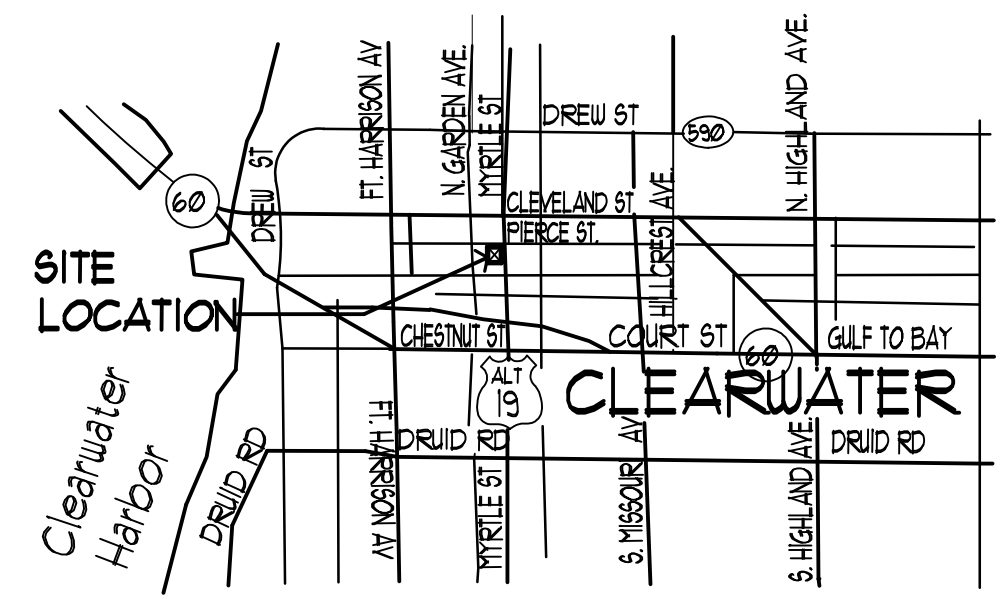 FT. HARRISON AV
N. GARDEN AVE.
MYRTLE ST
DREW ST
590
N. HIGHLAND AVE.
DREW ST
60
CLEVELAND ST
PIERCE ST.
HILLCREST AVE.
SITE
LOCATION
CHESTNUT ST
COURT ST
60
GULF TO BAY
ALT
19
CLEARWATER
Clearwater
Harbor
DRUID RD
FT. HARRISON AV
DRUID RD
MYRTLE ST
S. MISSOURI AV
S. HIGHLAND AVE.
DRUID RD